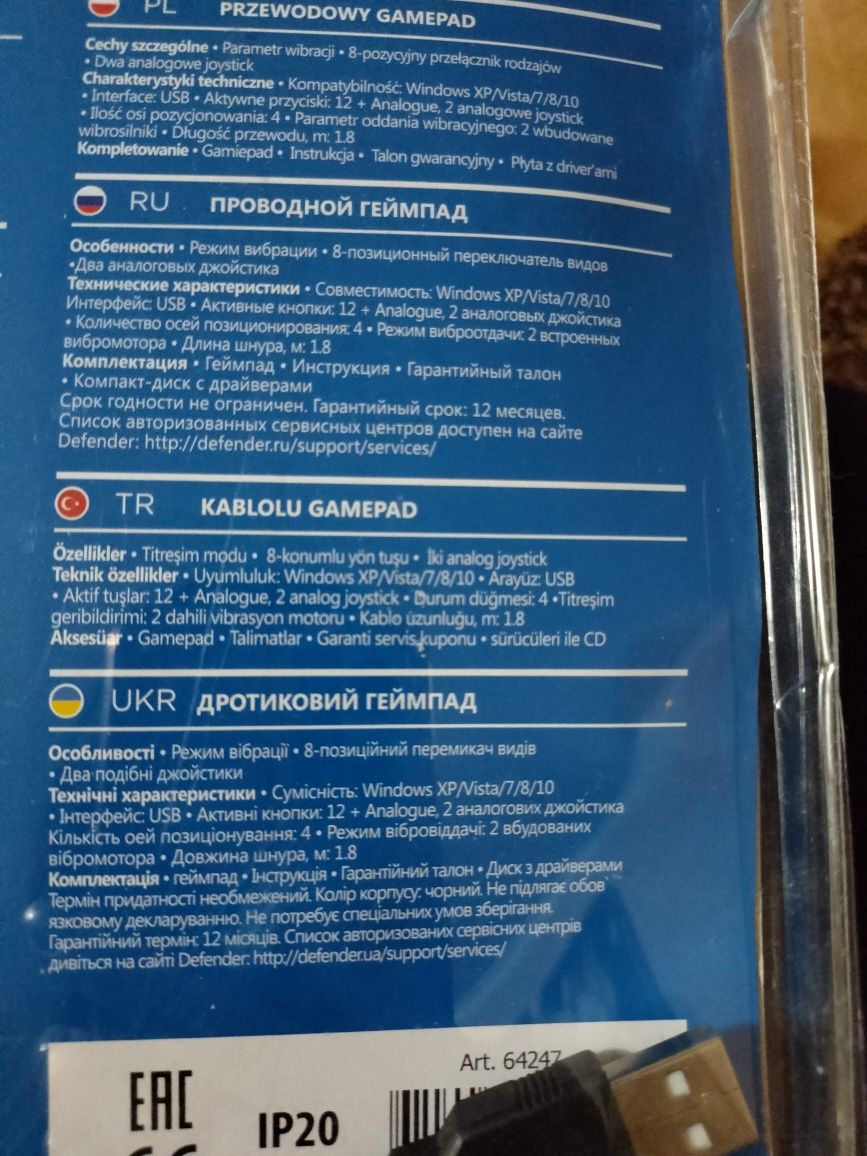 PL PRZEWODOWY GAMEPAD
Cechy szczególne • Parametr wibracji • 8-pozycyjny przełącznik rodzajów
• Dwa analogowe joystick
Charakterystyki techniczne • Kompatybilność: Windows XP/Vista/7/8/10
• Interface: USB • Aktywne przyciski: 12 + Analogue, 2 analogowe joystick
• Ilość osi pozycjonowania: 4 • Parametr oddania wibracyjnego: 2 wbudowane
wibrosilniki • Długość przewodu, m: 1.8
Kompletowanie • Gamiepad • Instrukcja • Talon gwarancyjny • Płyta z driver'ami
RU ПРОВОДНОЙ ГЕЙМПАД
Особенности • Режим вибрации • 8-позиционный переключатель видов
•Два аналоговых джойстика
Технические характеристики • Совместимость: Windows XP/Vista/7/8/10
Интерфейс: USB • Активные кнопки: 12 + Analogue, 2 аналоговых джойстика
• Количество осей позиционирования: 4 • Режим виброотдачи: 2 встроенных
вибромотора • Длина шнура, м: 1.8
Комплектация • Геймпад • Инструкция • Гарантийный талон
• Компакт-диск с драйверами
Срок годности не ограничен. Гарантийный срок: 12 месяцев.
Список авторизованных сервисных центров доступен на сайте
Defender: http://defender.ru/support/services/
TR KABLOLU GAMEPAD
Özellikler • Titreşim modu • 8-konumlu yön tuşu • İki analog joystick
Teknik özellikler • Uyumluluk: Windows XP/Vista/7/8/10 • Arayüz: USB
• Aktif tuşlar: 12 + Analogue, 2 analog joystick • Durum düğmesi: 4 •Titreşim
geribildirimi: 2 dahili vibrasyon motoru • Kablo uzunluğu, m: 1.8
Aksesüar • Gamepad • Talimatlar • Garanti servis kuponu • sürücüleri ile CD
UKR ДРОТИКОВИЙ ГЕЙМПАД
Особливості • Режим вібрації • 8-позиційний перемикач видів
• Два подібні джойстики
Технічні характеристики • Сумісність: Windows XP/Vista/7/8/10
• Інтерфейс: USB • Активні кнопки: 12 + Analogue, 2 аналогових джойстика
Кількість оей позиціонування: 4 • Режим вібровіддачі: 2 вбудованих
вібромотора • Довжина шнура, м: 1.8
Комплектація • геймпад • Інструкція • Гарантійний талон • Диск з драйверами
Термін придатності необмежений. Колір корпусу: чорний. Не підлягає обов
язковому декларуванню. Не потребує спеціальних умов зберігання.
Гарантійний термін: 12 місяців. Список авторизованих сервісних центрів
дивіться на сайті Defender: http://defender.ua/support/services/
Art. 64247
EAC
IP20
CE